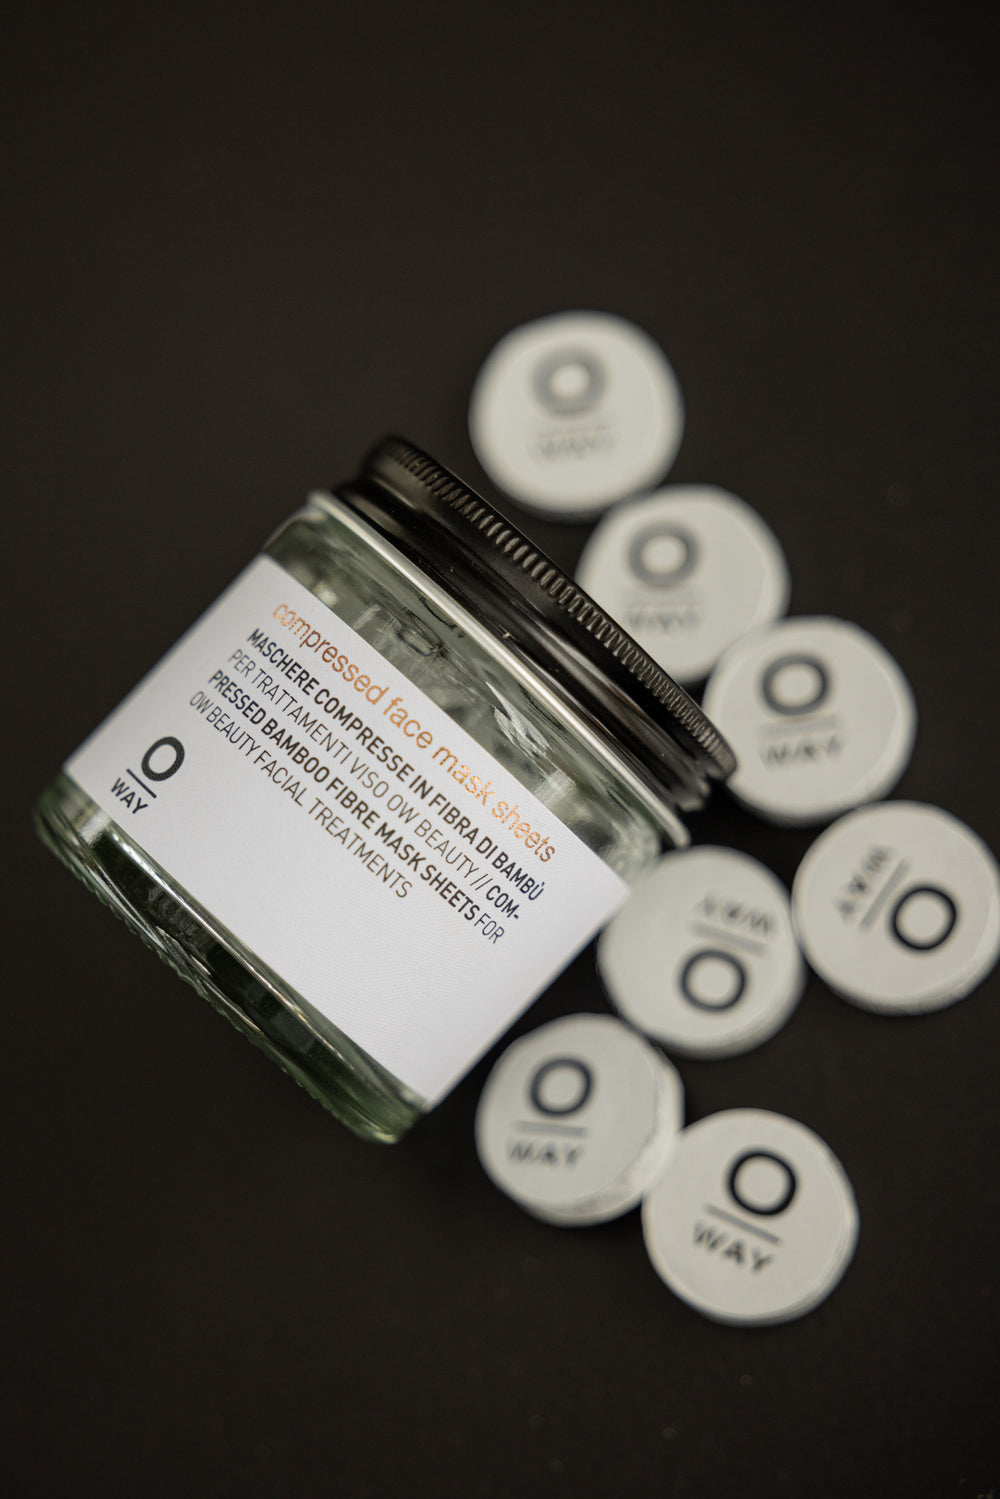 compressed face mask sheets
MASCHERE COMPRESSE IN FIBRA DI BAMBÙ
PER TRATTAMENTI VISO OW BEAUTY // COM-
PRESSED BAMBOO FIBRE MASK SHEETS FOR
OW BEAUTY FACIAL TREATMENTS
O
WAY
O
WAY
O
WAY
O
WAY
O
WAY
O
WAY
O
WAY
O
WAY